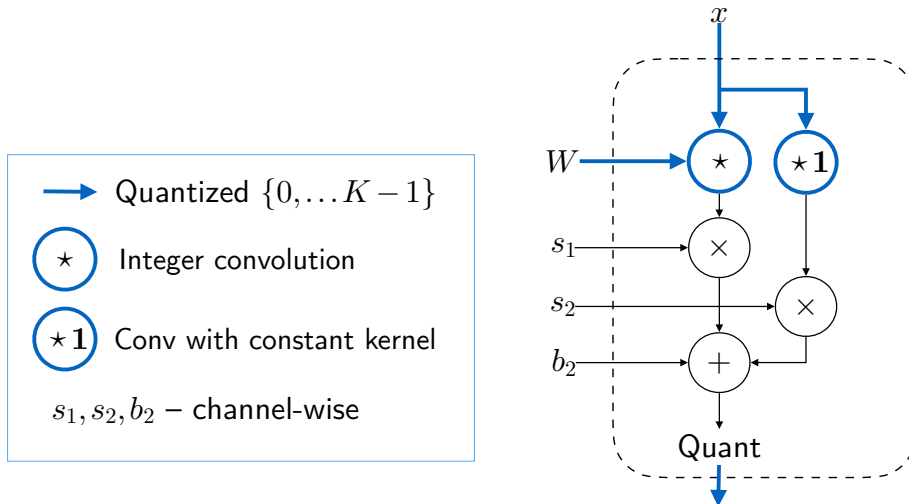 Quantized {0, … K − 1}
⋆ Integer convolution
⋆ 1 Conv with constant kernel
s₁, s₂, b₂ – channel-wise
x
W ⋆ ⋆ 1
s₁ ×
s₂ ×
b₂ +
Quant